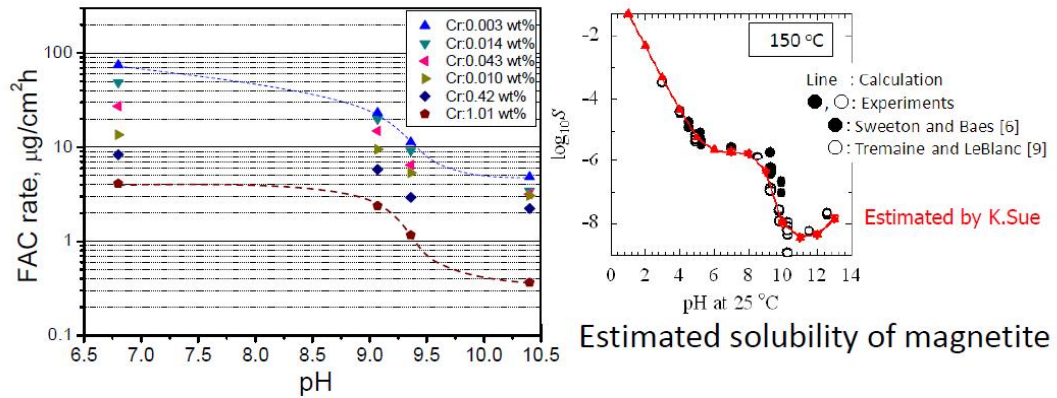 FAC rate, μg/cm²h
100
10
1
0.1
6.5 7.0 7.5 8.0 8.5 9.0 9.5 10.0 10.5
pH
Cr:0.003 wt%
Cr:0.014 wt%
Cr:0.043 wt%
Cr:0.010 wt%
Cr:0.42 wt%
Cr:1.01 wt%
log₁₀S
-2
-4
-6
-8
0 2 4 6 8 10 12 14
pH at 25 °C
150 °C
Line : Calculation
, : Experiments
: Sweeton and Baes [6]
: Tremaine and LeBlanc [9]
Estimated by K.Sue
Estimated solubility of magnetite